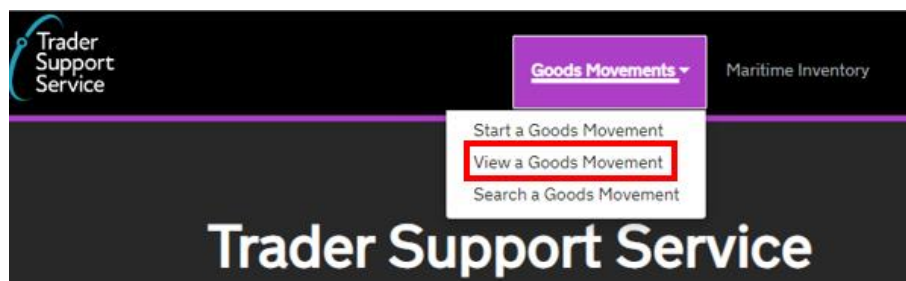 Trader
Support
Service
Goods Movements
Maritime Inventory
Start a Goods Movement
View a Goods Movement
Search a Goods Movement
Trader Support Service